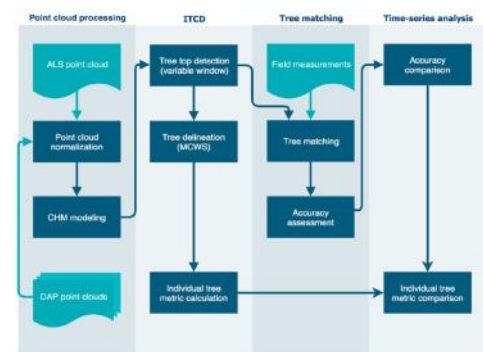 Point cloud processing
ITCD
Tree matching
Time-series analysis
ALS point cloud
Tree top detection
(variable window)
Field measurements
Accuracy
comparison
Point cloud
normalization
Tree delineation
(MCWS)
Tree matching
CHM modeling
Accuracy
assessment
DAP point clouds
Individual tree
metric calculation
Individual tree
metric comparison